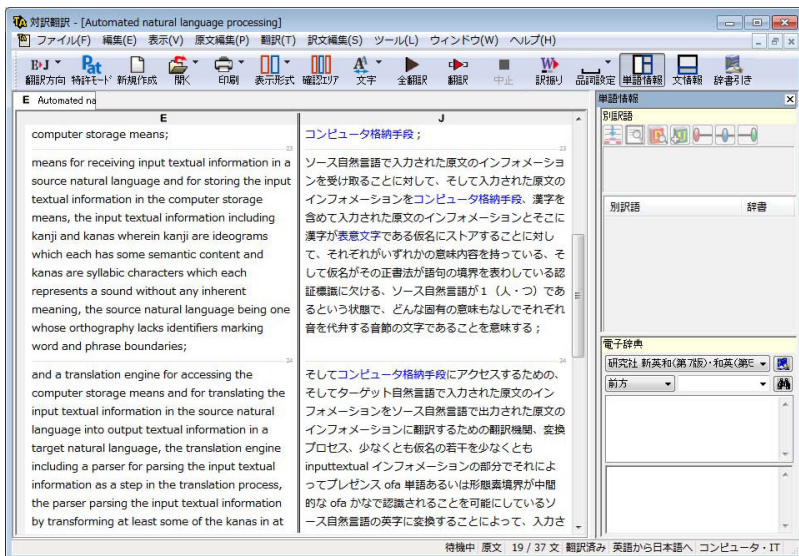 対訳翻訳 - [Automated natural language processing]
ファイル(F) 編集(E) 表示(V) 原文編集(P) 翻訳(T) 訳文編集(S) ツール(L) ウィンドウ(W) ヘルプ(H)
E▸J Pat
翻訳方向 特許モード 新規作成 開く 印刷 表示形式 確認エリア 文字 全翻訳 翻訳 中止 訳振り 品詞設定 単語情報 文情報 辞書引き
E Automated na
E
computer storage means;
23
means for receiving input textual information in a
source natural language and for storing the input
textual information in the computer storage
means, the input textual information including
kanji and kanas wherein kanji are ideograms
which each has some semantic content and
kanas are syllabic characters which each
represents a sound without any inherent
meaning, the source natural language being one
whose orthography lacks identifiers marking
word and phrase boundaries;
24
and a translation engine for accessing the
computer storage means and for translating the
input textual information in the source natural
language into output textual information in a
target natural language, the translation engine
including a parser for parsing the input textual
information as a step in the translation process,
the parser parsing the input textual information
by transforming at least some of the kanas in at
J
コンピュータ格納手段；
23
ソース自然言語で入力された原文のインフォメーショ
ンを受け取ることに対して、そして入力された原文の
インフォメーションをコンピュータ格納手段、漢字を
含めて入力された原文のインフォメーションとそこに
漢字が表意文字である仮名にストアすることに対し
て、それぞれがいずれかの意味内容を持っている、そ
して仮名がその正書法が語句の境界を表わしている認
証標識に欠ける、ソース自然言語が１（人・つ）であ
るという状態で、どんな固有の意味もなしでそれぞれ
音を代弁する音節の文字であることを意味する；
24
そしてコンピュータ格納手段にアクセスするための、
そしてターゲット自然言語で入力された原文のイン
フォメーションをソース自然言語で出力された原文の
インフォメーションに翻訳するための翻訳機関、変換
プロセス、少なくとも仮名の若干を少なくとも
inputtextual インフォメーションの部分でそれによ
ってプレゼンス ofa 単語あるいは形態素境界が中間
的な ofa かなで認識されることを可能にしているソ
ース自然言語の英字に変換することによって、入力さ
単語情報
別訳語
別訳語 辞書
電子辞典
研究社 新英和(第7版)・和英(第5
前方
待機中 原文 19 / 37 文 翻訳済み 英語から日本語へ コンピュータ・IT